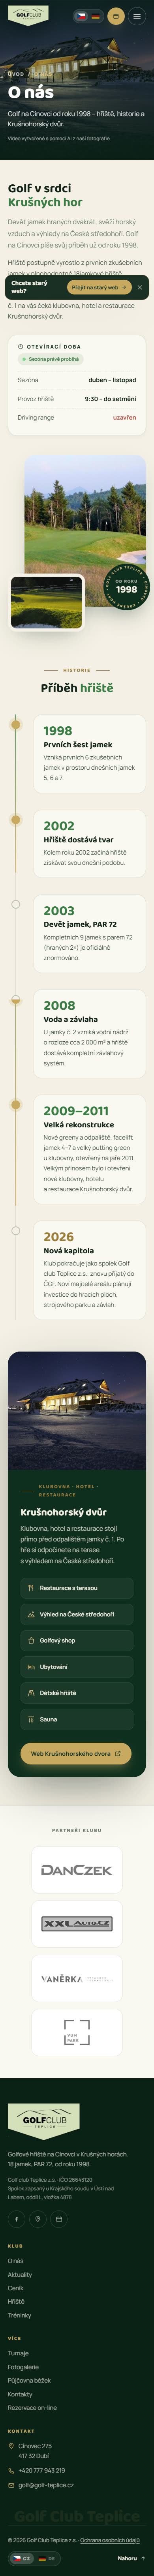 GOLFCLUB
TEPLICE
ÚVOD
O nás
Golf na Cínovci od roku 1998 – hřiště, historie a
Krušnohorský dvůr.
Video vytvořené s pomocí AI z naší fotografie
Golf v srdci
Krušných hor
Devět jamek hraných dvakrát, svěží horský
vzduch a výhledy na České středohoří. Golf
na Cínovci píše svůj příběh už od roku 1998.
Hřiště postupně vyrostlo z prvních zkušebních
Chcete starý
web?
Přejít na starý web
č. 1 na vás čeká klubovna, hotel a restaurace
Krušnohorský dvůr.
OTEVÍRACÍ DOBA
Sezóna právě probíhá
Sezóna
duben – listopad
Provoz hřiště
9:30 – do setmění
Driving range
uzavřen
OD ROKU
1998
HISTORIE
Příběh hřiště
1998
Prvních šest jamek
Vzniká prvních 6 zkušebních
jamek v prostoru dnešních jamek
5, 6 a 7.
2002
Hřiště dostává tvar
Kolem roku 2002 začíná hřiště
získávat svou dnešní podobu.
2003
Devět jamek, PAR 72
Kompletních 9 jamek s parem 72
(hraných 2×) je oficiálně
znormováno.
2008
Voda a závlaha
U jamky č. 2 vzniká vodní nádrž
o rozloze cca 2 000 m² a hřiště
dostává kompletní závlahový
systém.
2009–2011
Velká rekonstrukce
Nové greeny a odpaliště, facelift
jamek 4–7 a velký putting green
u klubovny, otevřený na jaře 2011.
Velkým přínosem bylo i otevření
nové klubovny, hotelu
a restaurace Krušnohorský dvůr.
2026
Nová kapitola
Klub pokračuje jako spolek Golf
club Teplice z.s., znovu přijatý do
ČGF. Noví majitelé areálu plánují
investice do hracích ploch,
strojového parku a závlah.
KLUBOVNA · HOTEL ·
RESTAURACE
Krušnohorský dvůr
Klubovna, hotel a restaurace stojí
přímo před odpalištěm jamky č. 1. Po
hře si odpočinete na terase
s výhledem na České středohoří.
Restaurace s terasou
Výhled na České středohoří
Golfový shop
Ubytování
Dětské hřiště
Sauna
Web Krušnohorského dvora
PARTNEŘI KLUBU
DANCZEK
XXLAUTO.CZ
VANĚRKA
FUN
PARK
GOLFCLUB
TEPLICE
Golfové hřiště na Cínovci v Krušných horách.
18 jamek, PAR 72, od roku 1998.
Golf club Teplice z.s. · IČO 26643120
Spolek zapsaný u Krajského soudu v Ústí nad
Labem, oddíl L, vložka 4878
KLUB
O nás
Aktuality
Ceník
Hřiště
Tréninky
VÍCE
Turnaje
Fotogalerie
Půjčovna běžek
Kontakty
Rezervace on-line
KONTAKT
Cínovec 275
417 32 Dubí
+420 777 943 219
golf@golf-teplice.cz
Golf Club Teplice
© 2026 Golf Club Teplice z.s. · Ochrana osobních údajů
CZ
DE
Nahoru